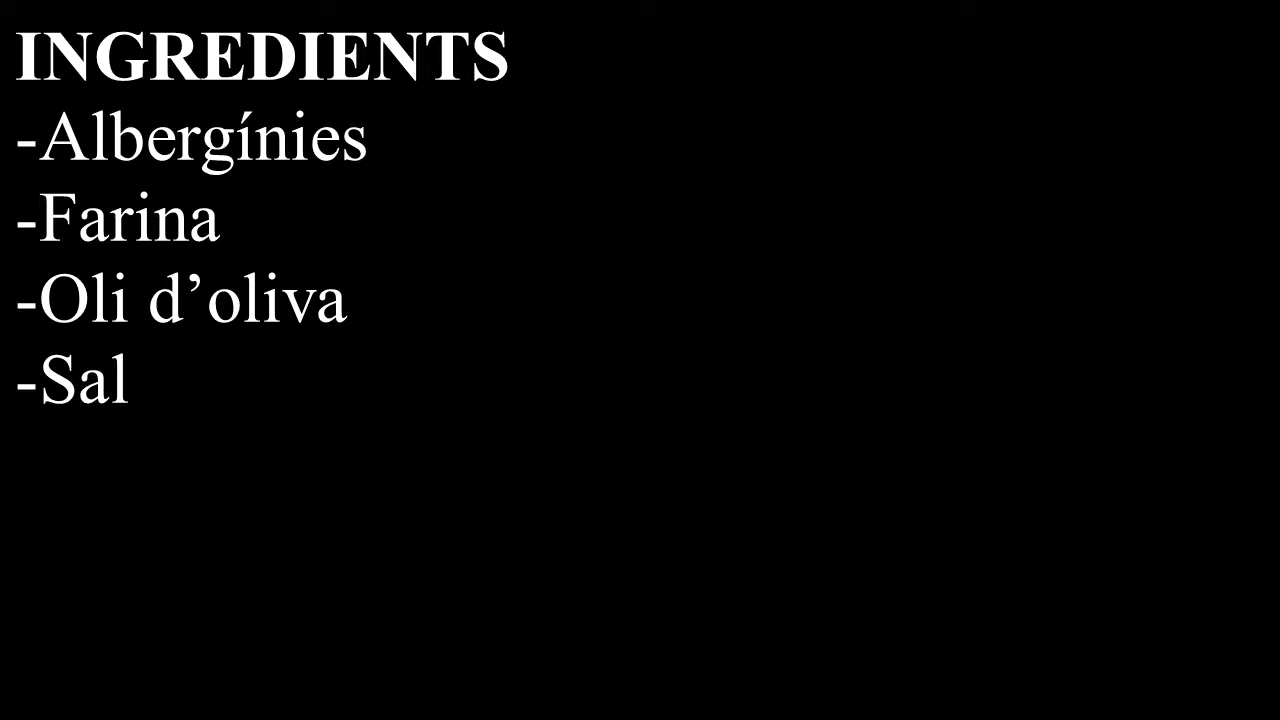 INGREDIENTS
-Albergínies
-Farina
-Oli d’oliva
-Sal